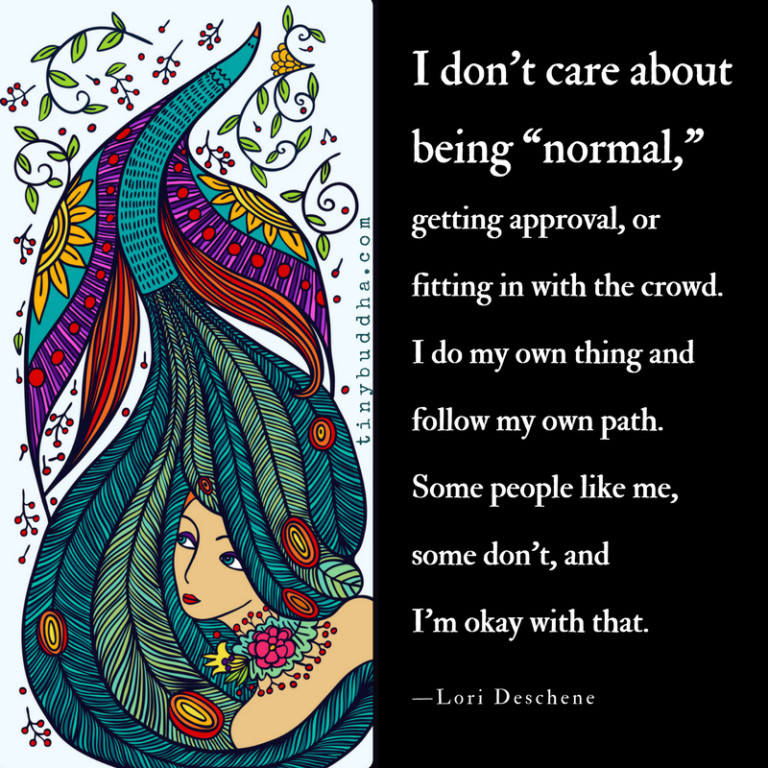 I don’t care about
being “normal,”
getting approval, or
fitting in with the crowd.
I do my own thing and
follow my own path.
Some people like me,
some don’t, and
I’m okay with that.
—Lori Deschene
tinybuddha.com